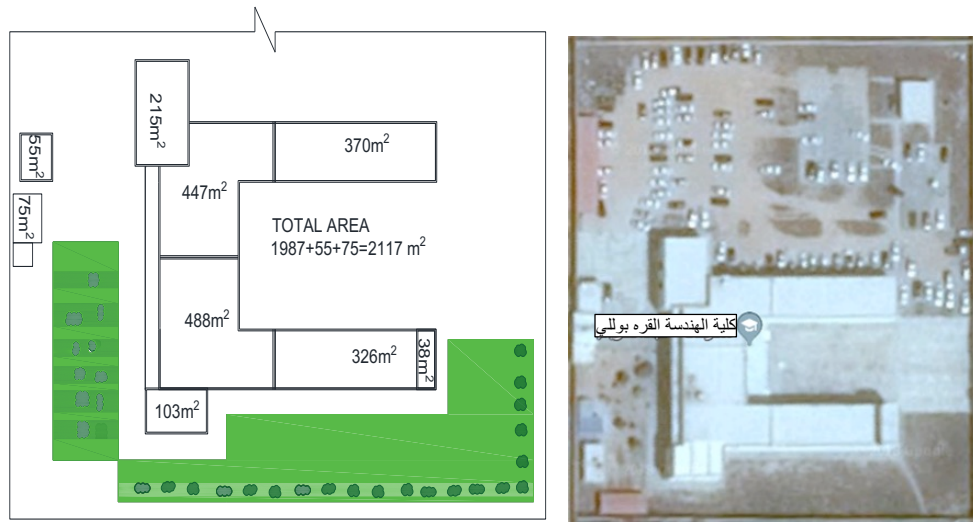 215m²
370m²
55m²
447m²
75m²
TOTAL AREA
1987+55+75=2117 m²
488m²
326m²
38m²
103m²
كلية الهندسة القره بوللي